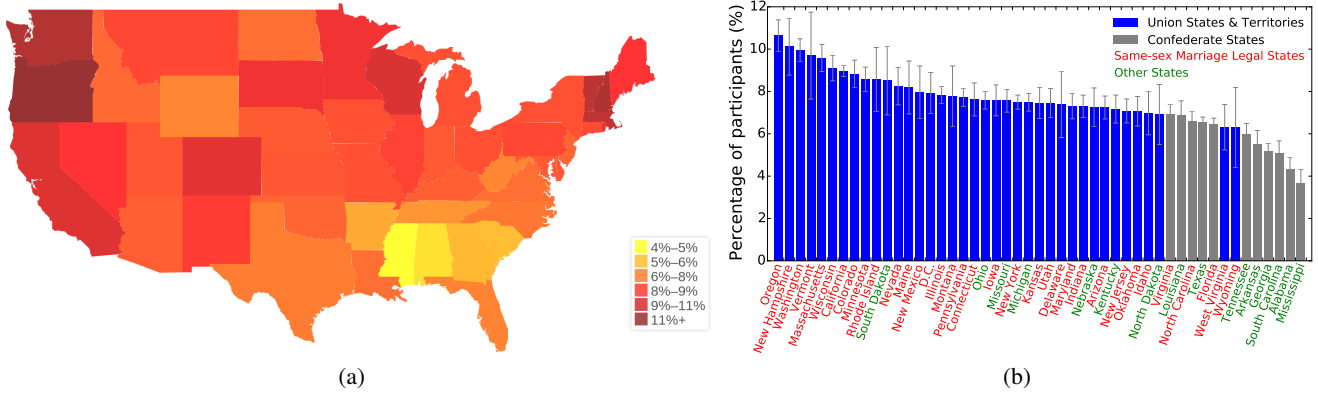 4%–5%
5%–6%
6%–8%
8%–9%
9%–11%
11%+
(a)
Percentage of participants (%)
12
10
8
6
4
2
0
Union States & Territories
Confederate States
Same-sex Marriage Legal States
Other States
Oregon
New Hampshire
Washington
Vermont
Massachusetts
Wisconsin
California
Colorado
Minnesota
Rhode Island
South Dakota
Nevada
Maine
New Mexico
D.C.
Illinois
Montana
Pennsylvania
Connecticut
Ohio
Iowa
Missouri
New York
Michigan
Kansas
Utah
Delaware
Maryland
Indiana
Nebraska
Arizona
Kentucky
New Jersey
Oklahoma
Idaho
North Dakota
Virginia
Louisiana
North Carolina
Texas
Florida
West Virginia
Wyoming
Tennessee
Arkansas
Georgia
South Carolina
Alabama
Mississippi
(b)